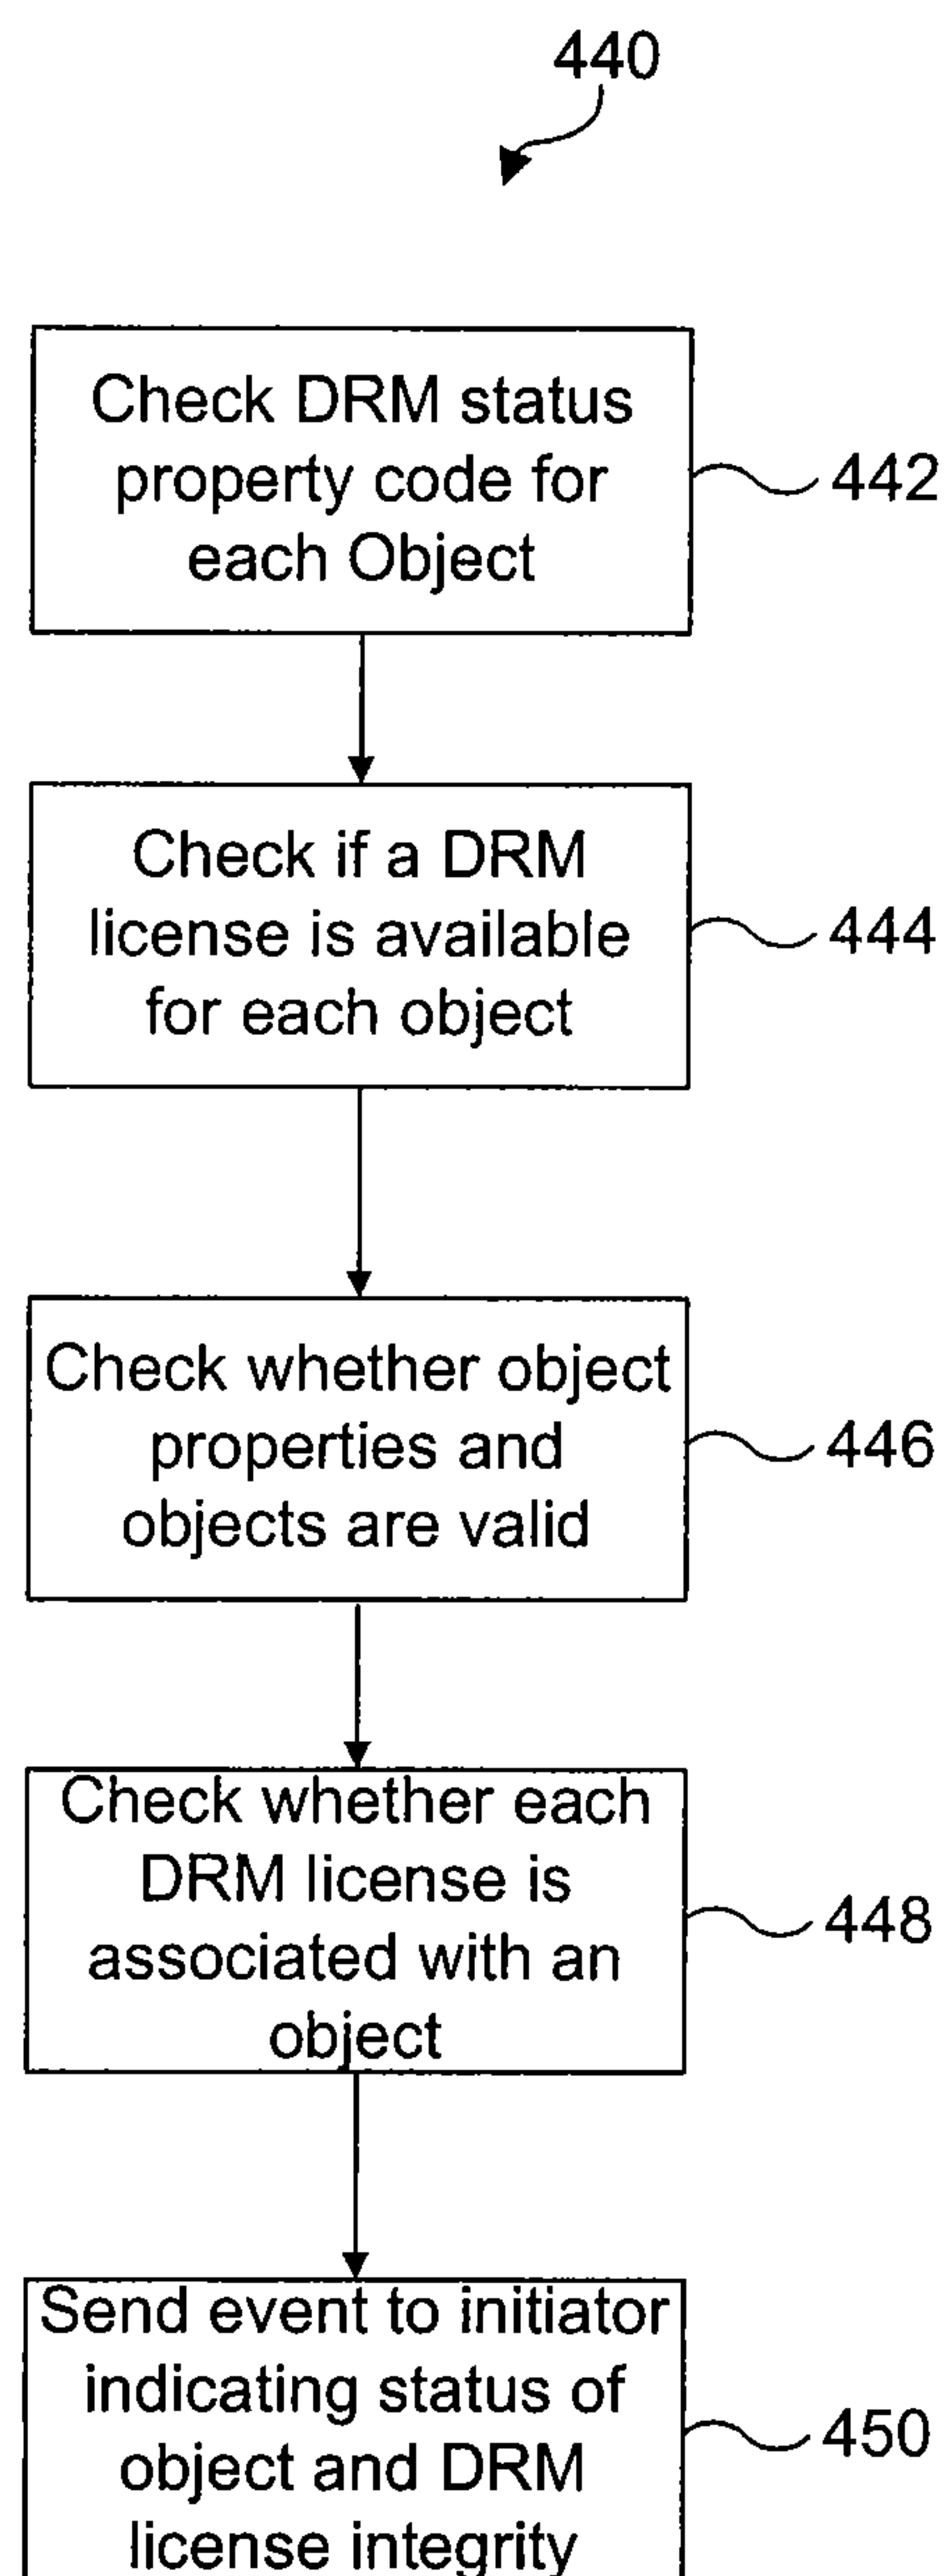 440
Check DRM status
property code for
each Object
442
Check if a DRM
license is available
for each object
444
Check whether object
properties and
objects are valid
446
Check whether each
DRM license is
associated with an
object
448
Send event to initiator
indicating status of
object and DRM
license integrity
450